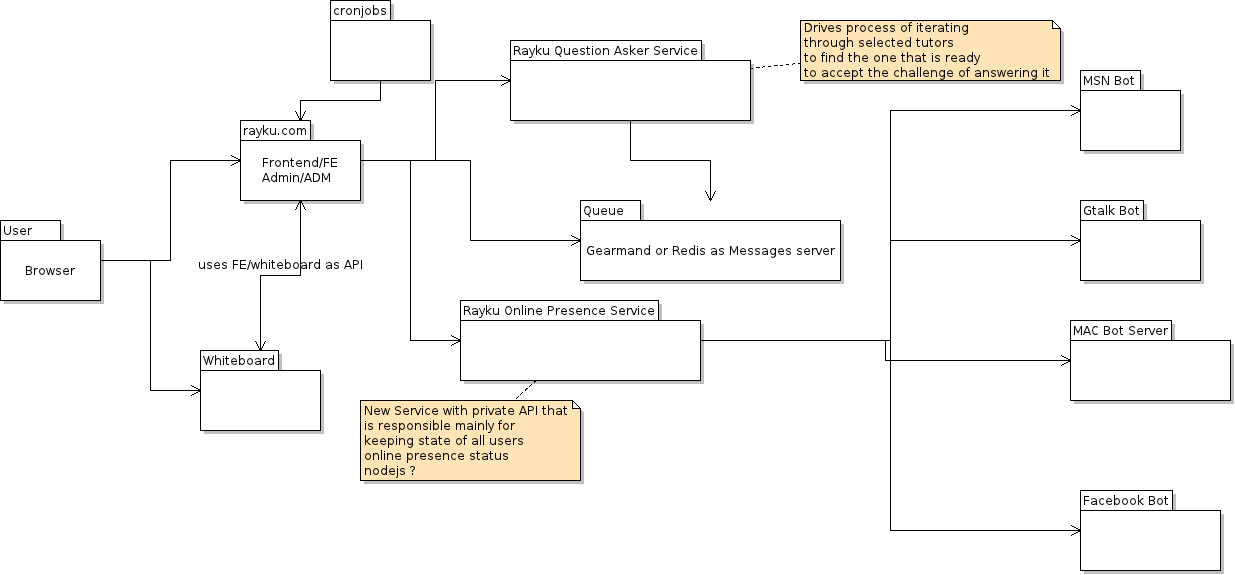 cronjobs
Rayku Question Asker Service
Drives process of iterating
through selected tutors
to find the one that is ready
to accept the challenge of answering it
MSN Bot
rayku.com
Frontend/FE
Admin/ADM
User
Browser
Queue
Gearmand or Redis as Messages server
Gtalk Bot
uses FE/whiteboard as API
Rayku Online Presence Service
MAC Bot Server
Whiteboard
New Service with private API that
is responsible mainly for
keeping state of all users
online presence status
nodejs ?
Facebook Bot